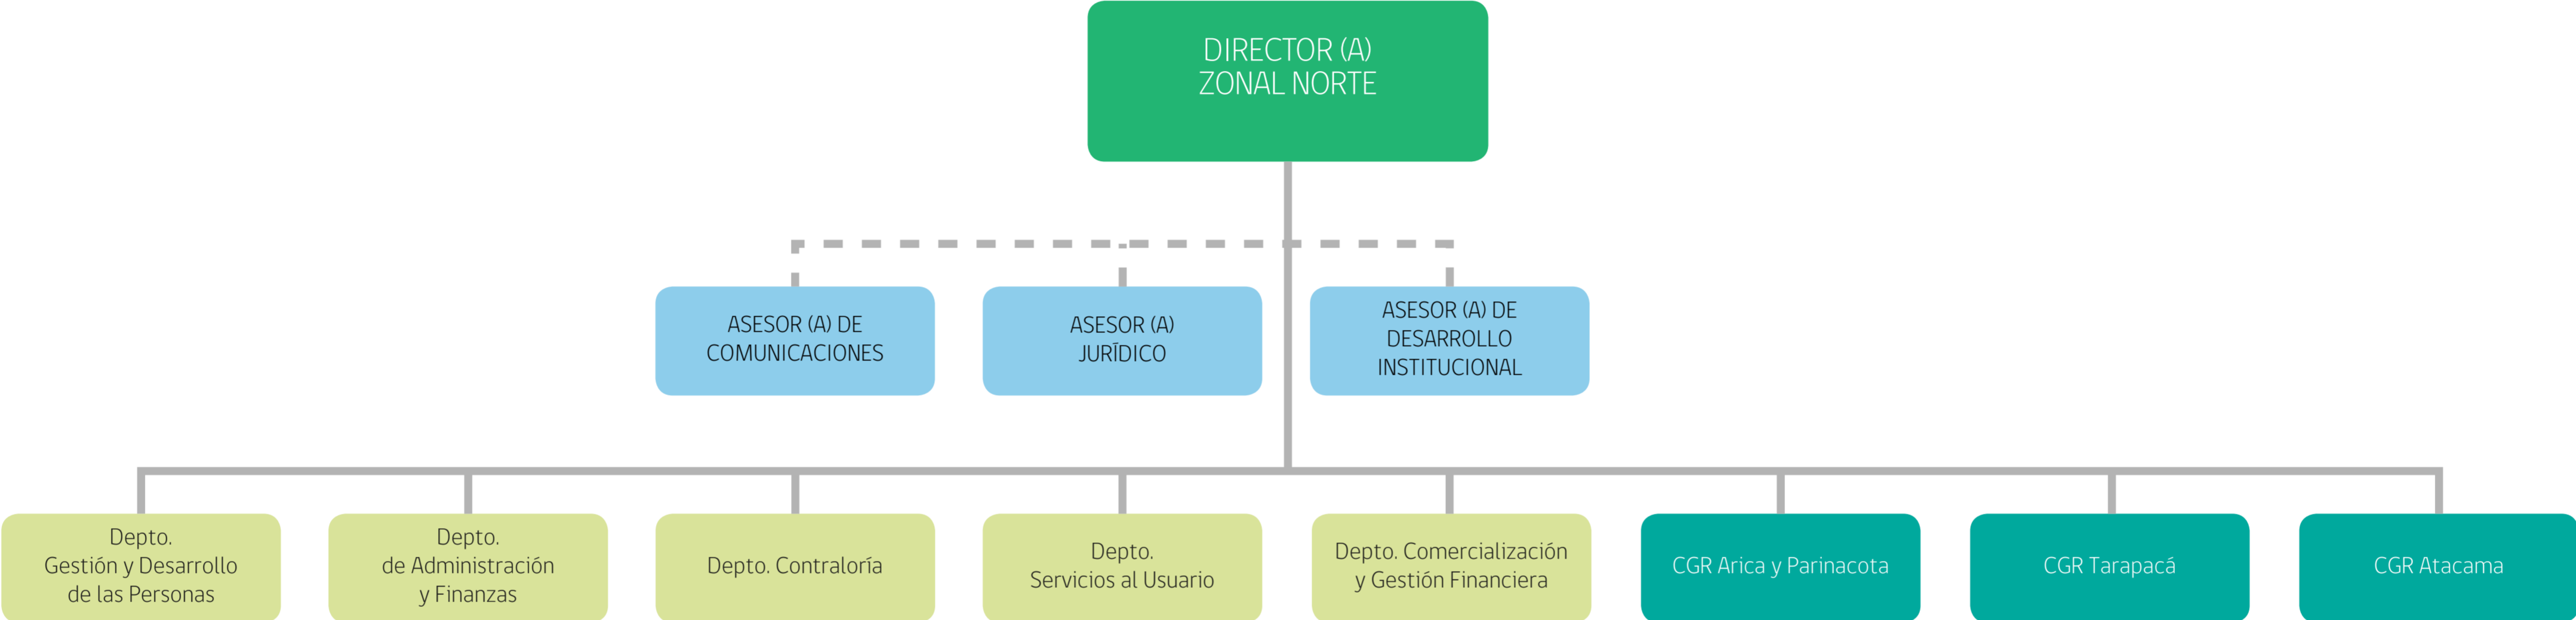 DIRECTOR (A)
ZONAL NORTE
ASESOR (A) DE
COMUNICACIONES
ASESOR (A)
JURÍDICO
ASESOR (A) DE
DESARROLLO
INSTITUCIONAL
Depto.
Gestión y Desarrollo
de las Personas
Depto.
de Administración
y Finanzas
Depto. Contraloría
Depto.
Servicios al Usuario
Depto. Comercialización
y Gestión Financiera
CGR Arica y Parinacota
CGR Tarapacá
CGR Atacama